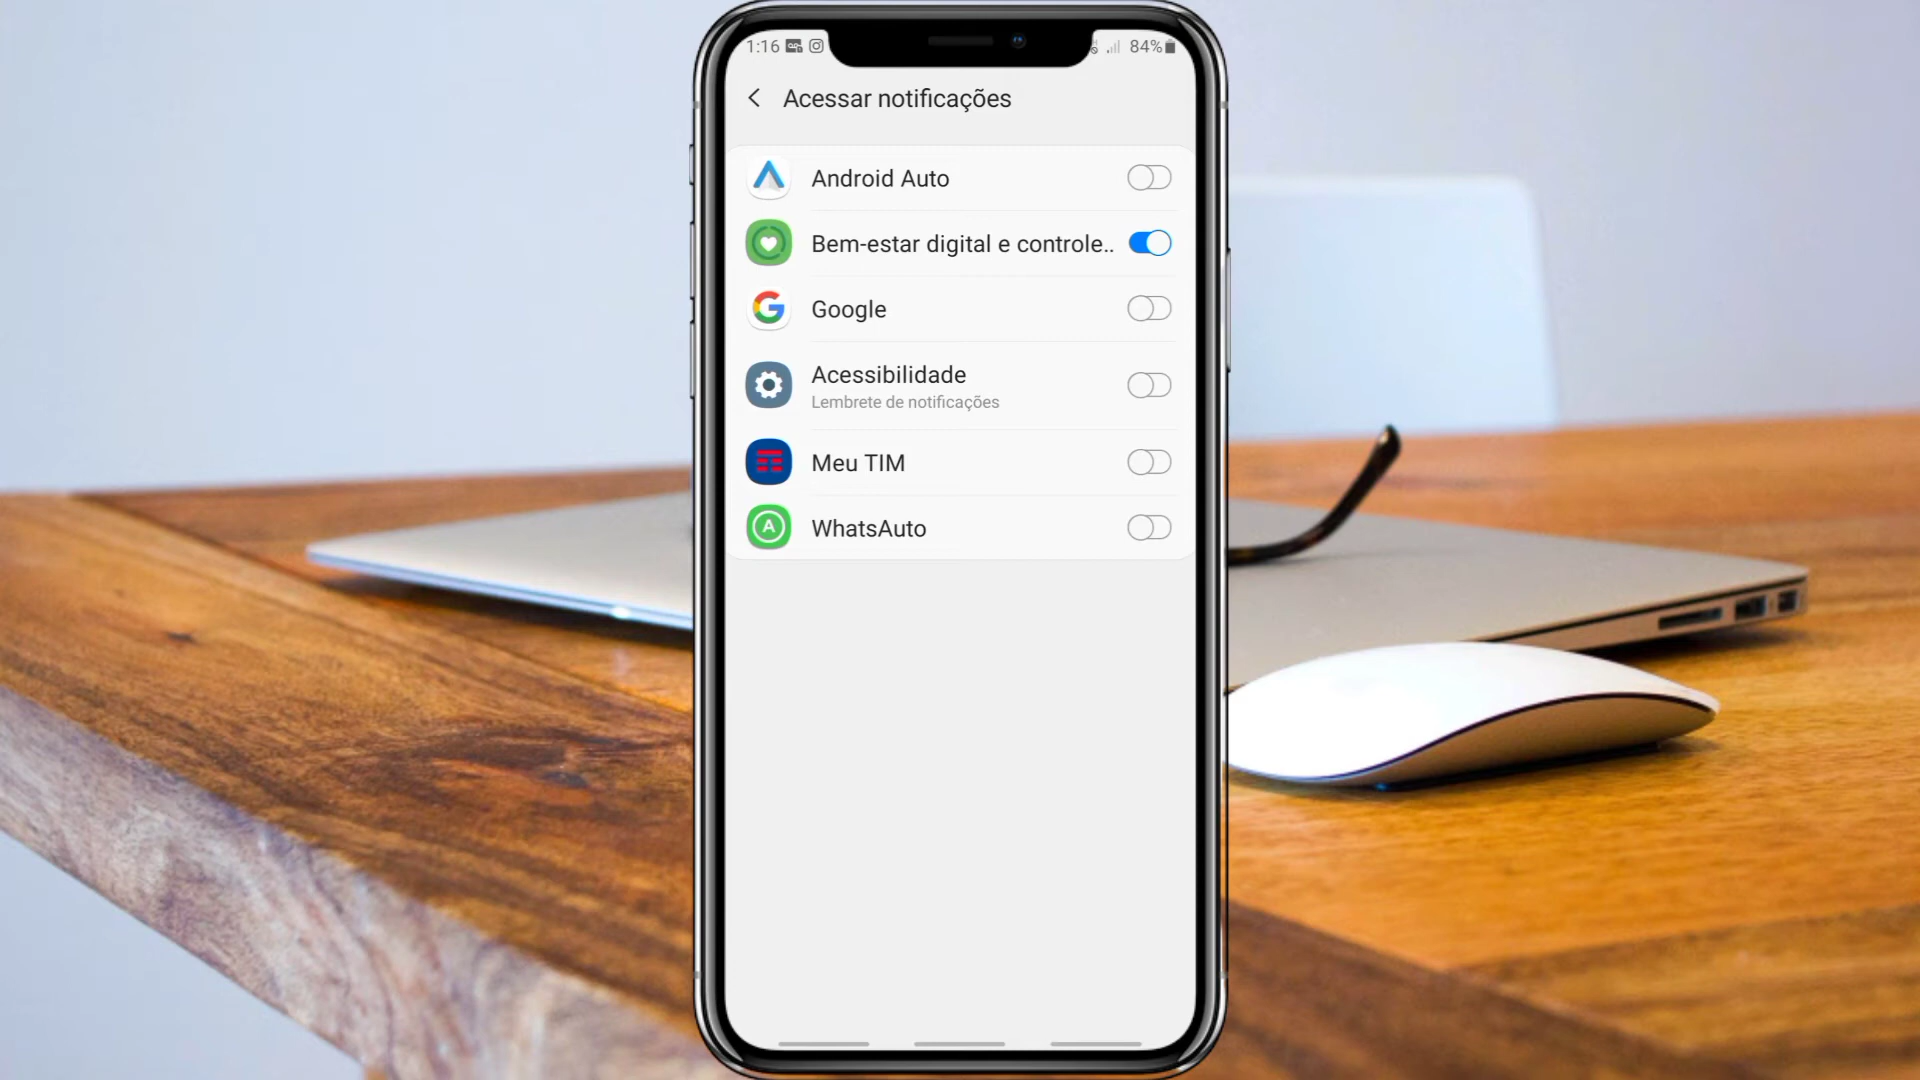 1:16 84%
Acessar notificações
Android Auto
Bem-estar digital e controle..
Google
Acessibilidade
Lembrete de notificações
Meu TIM
WhatsAuto